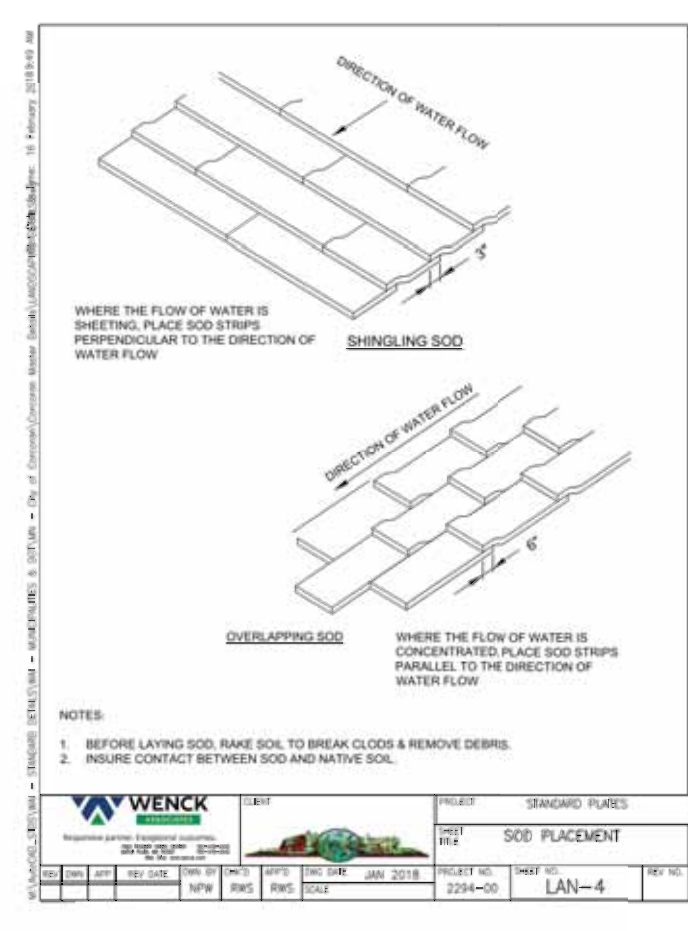 DIRECTION OF WATER FLOW
3"
WHERE THE FLOW OF WATER IS
SHEETING, PLACE SOD STRIPS
PERPENDICULAR TO THE DIRECTION OF
WATER FLOW
SHINGLING SOD
DIRECTION OF WATER FLOW
6"
OVERLAPPING SOD
WHERE THE FLOW OF WATER IS
CONCENTRATED, PLACE SOD STRIPS
PARALLEL TO THE DIRECTION OF
WATER FLOW
NOTES:
1. BEFORE LAYING SOD, RAKE SOIL TO BREAK CLODS & REMOVE DEBRIS.
2. INSURE CONTACT BETWEEN SOD AND NATIVE SOIL.
WENCK
ASSOCIATES
Responsive partner. Exceptional outcomes.
CLIENT
PROJECT STANDARD PLATES
SHEET TITLE SOD PLACEMENT
REV DWN APP REV DATE
DWN BY NPW
CHK'D RWS
APP'D RWS
DWG DATE JAN 2018
SCALE
PROJECT NO. 2294-00
SHEET NO. LAN-4
REV NO.